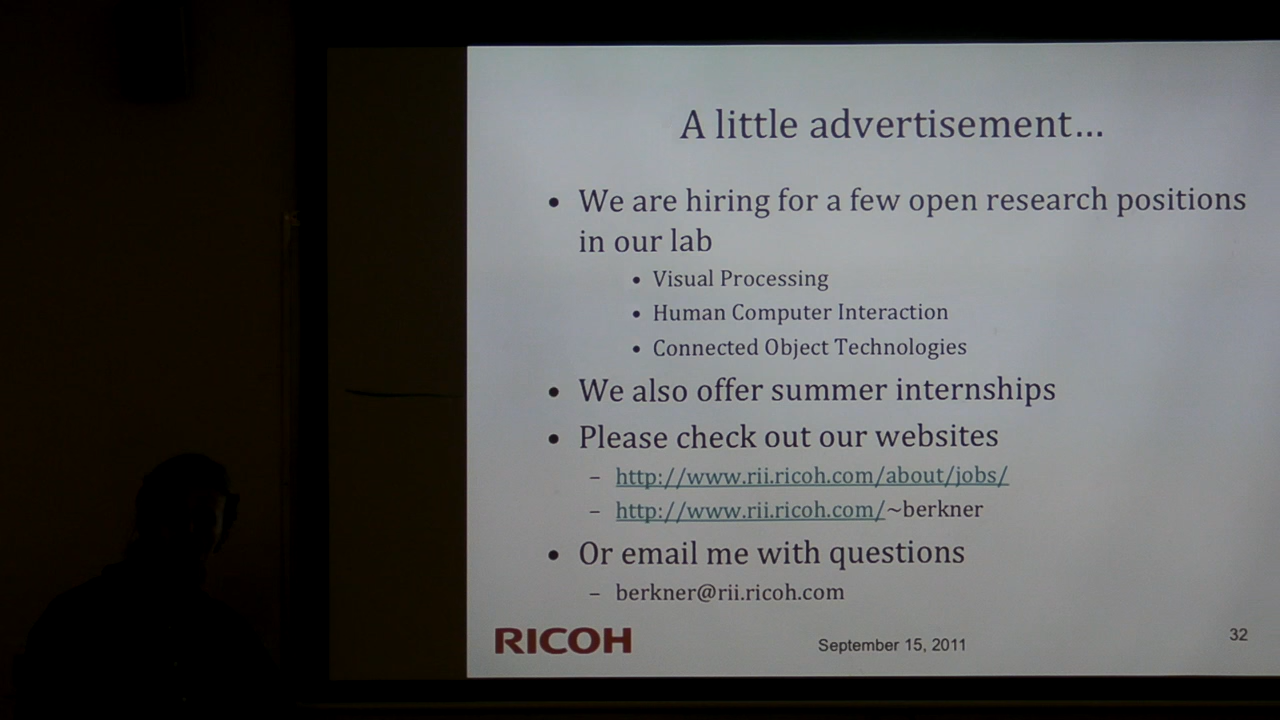 A little advertisement...
• We are hiring for a few open research positions
in our lab
• Visual Processing
• Human Computer Interaction
• Connected Object Technologies
• We also offer summer internships
• Please check out our websites
– http://www.rii.ricoh.com/about/jobs/
– http://www.rii.ricoh.com/~berkner
• Or email me with questions
– berkner@rii.ricoh.com
RICOH
September 15, 2011
32